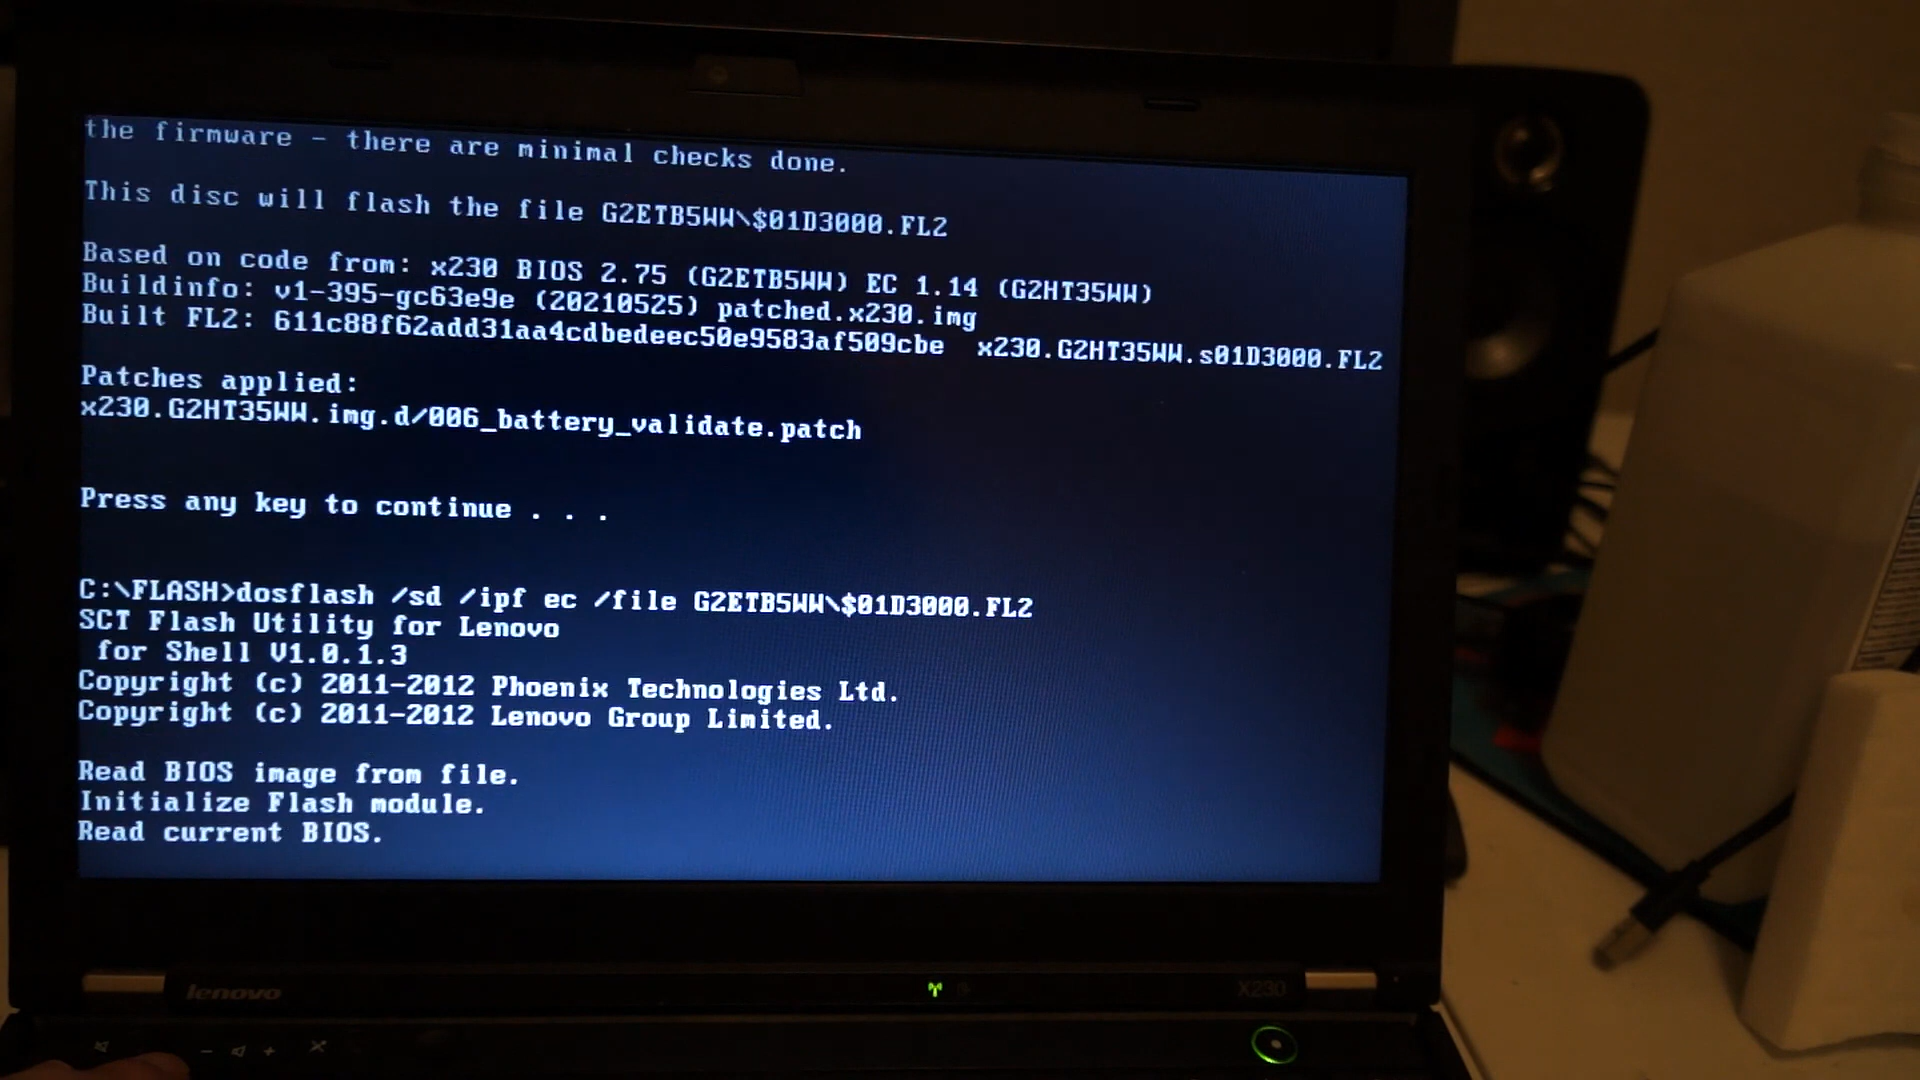 the firmware - there are minimal checks done.
This disc will flash the file G2ETB5WW\$01D3000.FL2
Based on code from: x230 BIOS 2.75 (G2ETB5WW) EC 1.14 (G2HT35WW)
Buildinfo: v1-395-gc63e9e (20210525) patched.x230.img
Built FL2: 611c88f62add31aa4cdbedeec50e9583af509cbe x230.G2HT35WW.s01D3000.FL2
Patches applied:
x230.G2HT35WW.img.d/006_battery_validate.patch
Press any key to continue . . .
C:\FLASH>dosflash /sd /ipf ec /file G2ETB5WW\$01D3000.FL2
SCT Flash Utility for Lenovo
for Shell V1.0.1.3
Copyright (c) 2011-2012 Phoenix Technologies Ltd.
Copyright (c) 2011-2012 Lenovo Group Limited.
Read BIOS image from file.
Initialize Flash module.
Read current BIOS.
lenovo
X230